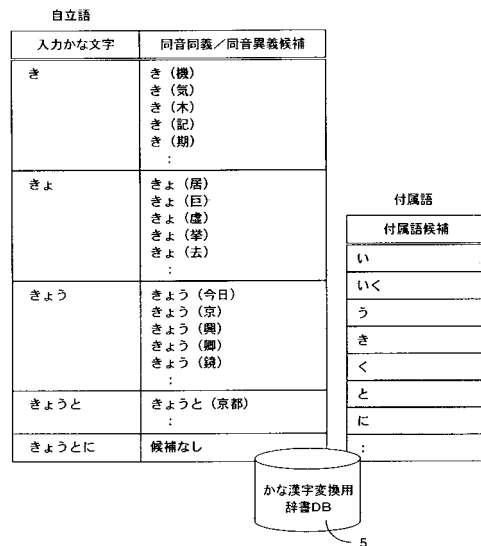 自立語
入力かな文字 同音同義／同音異義候補
き き（機）
き（気）
き（木）
き（記）
き（期）
：
きょ きょ（居）
きょ（巨）
きょ（虚）
きょ（挙）
きょ（去）
：
きょう きょう（今日）
きょう（京）
きょう（興）
きょう（郷）
きょう（鏡）
：
きょうと きょうと（京都）
：
きょうとに 候補なし
付属語
付属語候補
い
いく
う
き
く
と
に
：
かな漢字変換用
辞書DB
5